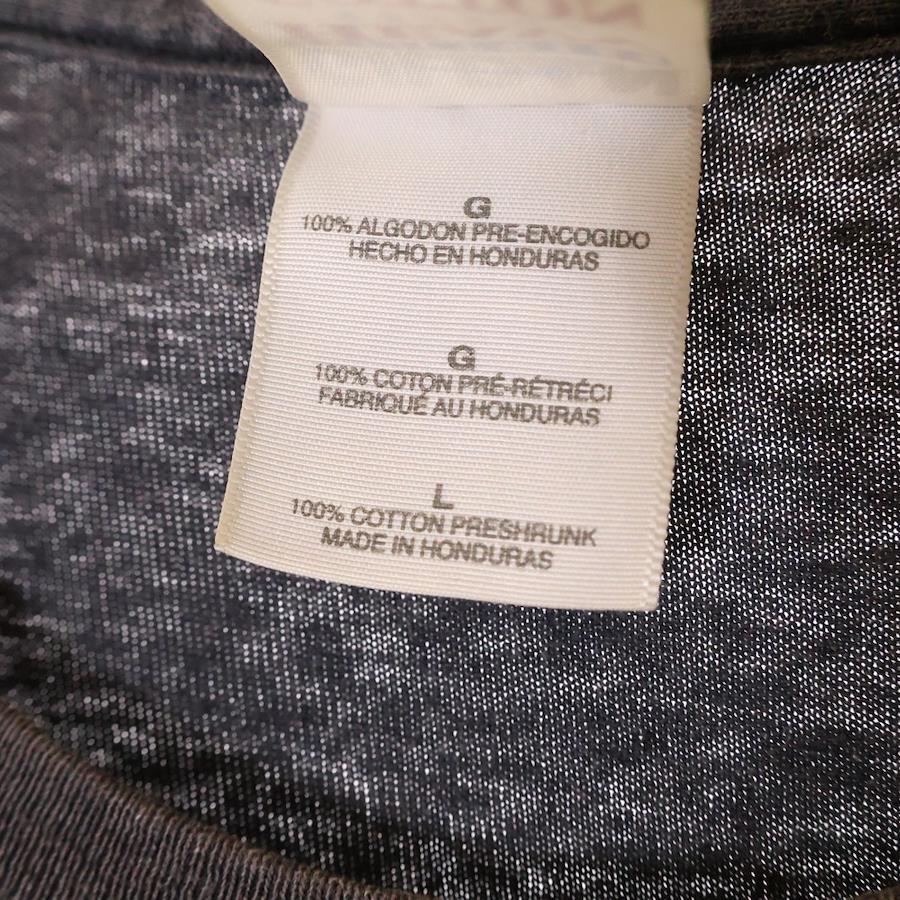 G
100% ALGODON PRE-ENCOGIDO
HECHO EN HONDURAS
G
100% COTON PRÉ-RÉTRÉCI
FABRIQUÉ AU HONDURAS
L
100% COTTON PRESHRUNK
MADE IN HONDURAS